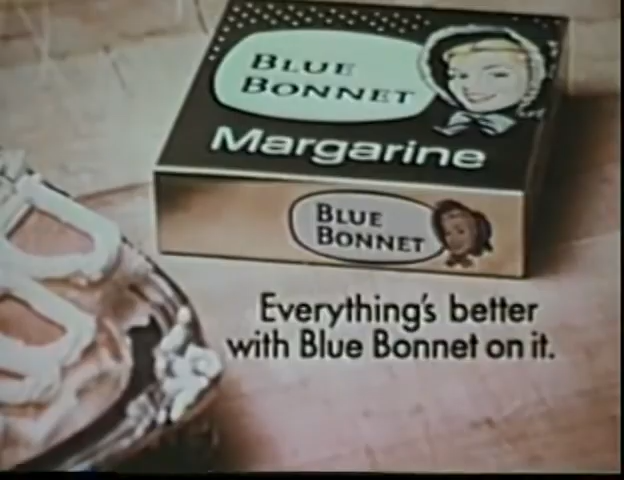 BLUE
BONNET
Margarine
BLUE
BONNET
Everything's better
with Blue Bonnet on it.